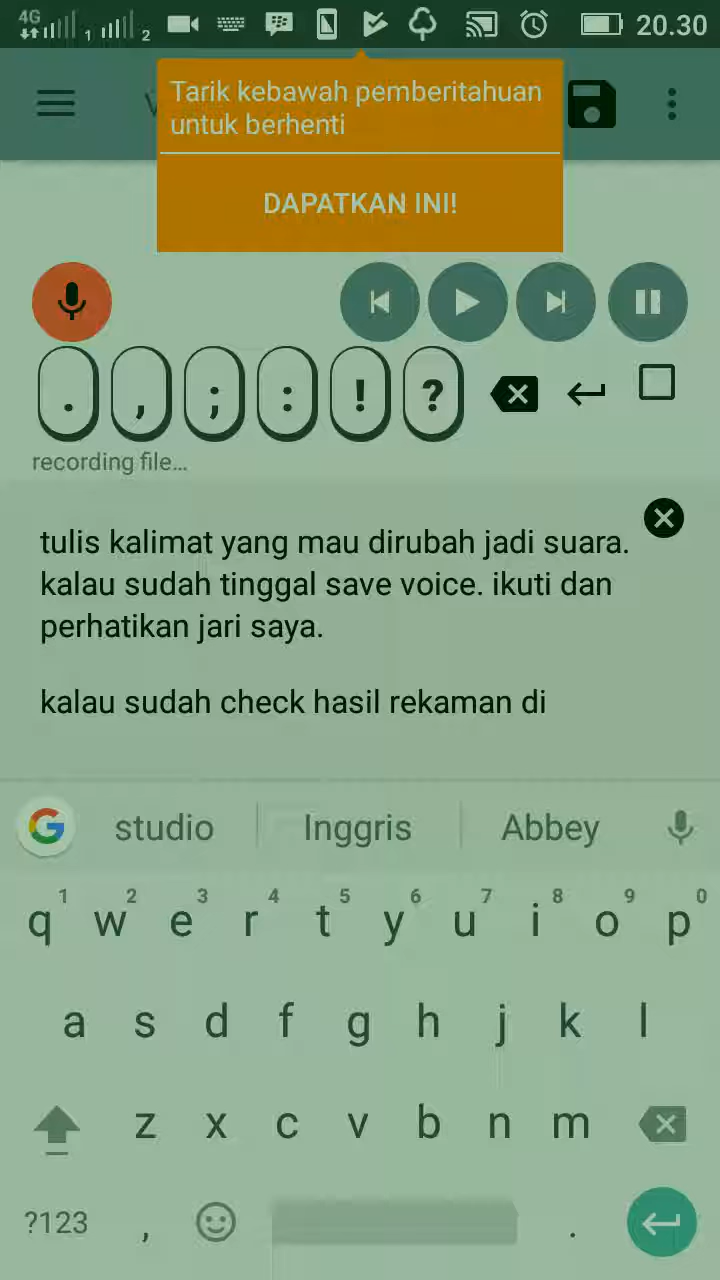 4G 1 2 20.30
Tarik kebawah pemberitahuan
untuk berhenti
DAPATKAN INI!
. , ; : ! ?
recording file...
tulis kalimat yang mau dirubah jadi suara.
kalau sudah tinggal save voice. ikuti dan
perhatikan jari saya.
kalau sudah check hasil rekaman di
studio Inggris Abbey
1 2 3 4 5 6 7 8 9 0
q w e r t y u i o p
a s d f g h j k l
z x c v b n m
?123 , .